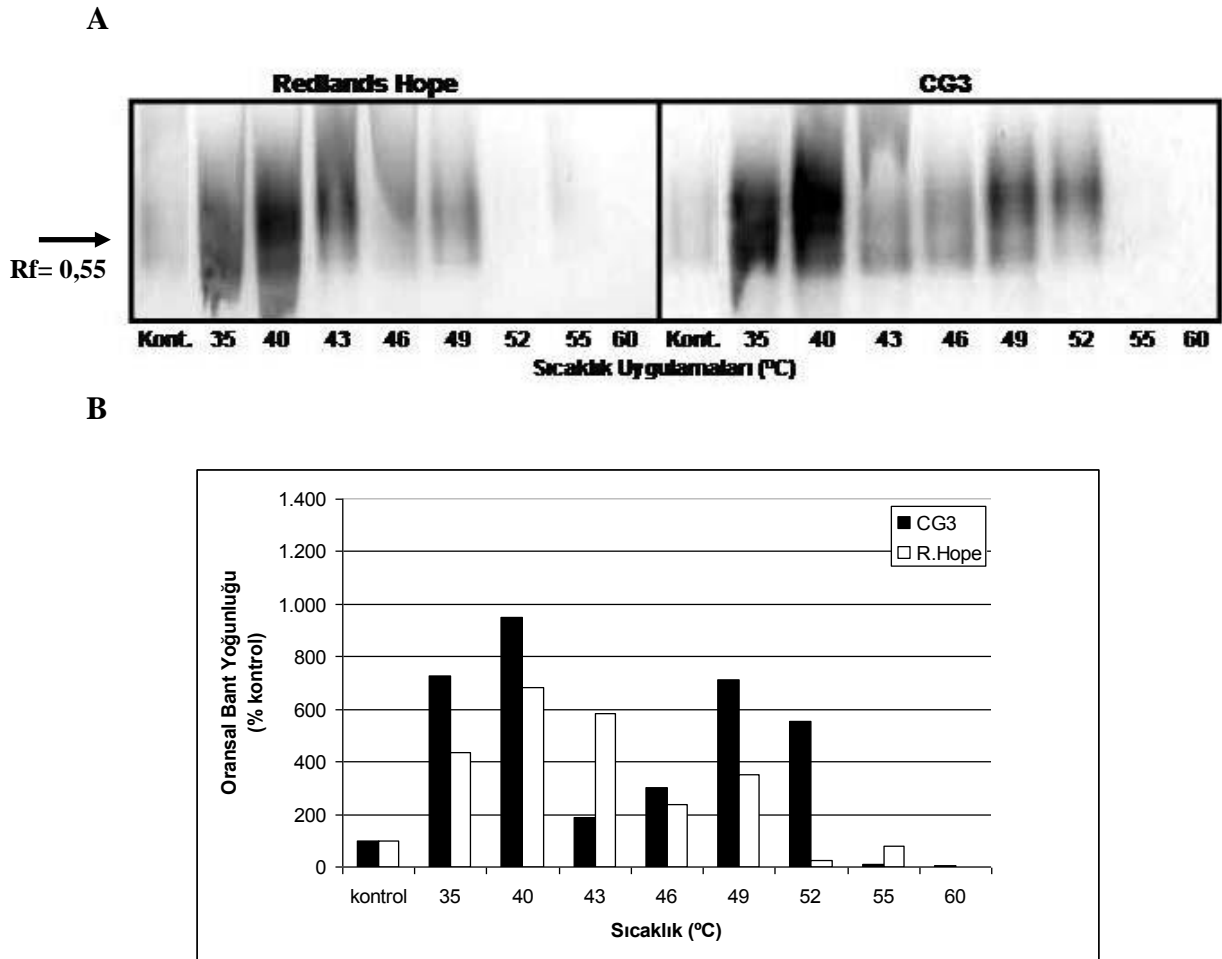 A
Redlands Hope CG3
Rf= 0,55
Kont. 35 40 43 46 49 52 55 60 Kont. 35 40 43 46 49 52 55 60
Sıcaklık Uygulamaları (ºC)
B
1.400
1.200
1.000
800
600
400
200
0
Oransal Bant Yoğunluğu
(% kontrol)
CG3
R.Hope
kontrol 35 40 43 46 49 52 55 60
Sıcaklık (ºC)